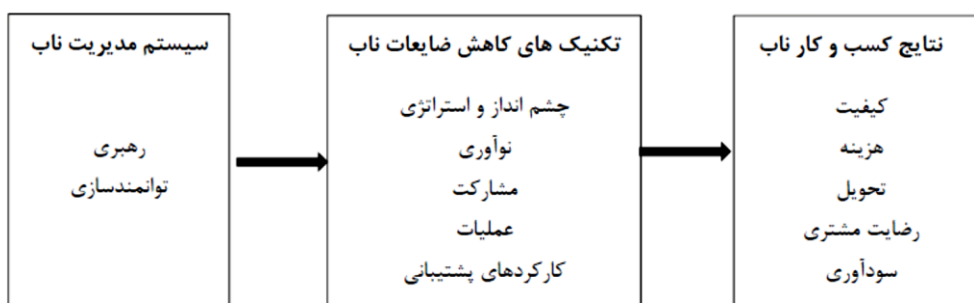 سیستم مدیریت ناب
رهبری
توانمندسازی
تکنیک های کاهش ضایعات ناب
چشم انداز و استراتژی
نوآوری
مشارکت
عملیات
کارکردهای پشتیبانی
نتایج کسب و کار ناب
کیفیت
هزینه
تحویل
رضایت مشتری
سودآوری